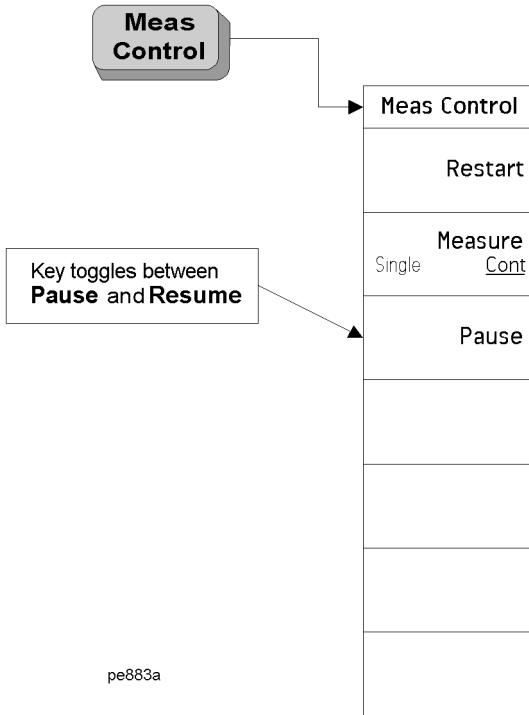 Meas
Control
Meas Control
Restart
Measure
Single Cont
Key toggles between
Pause and Resume
Pause
pe883a